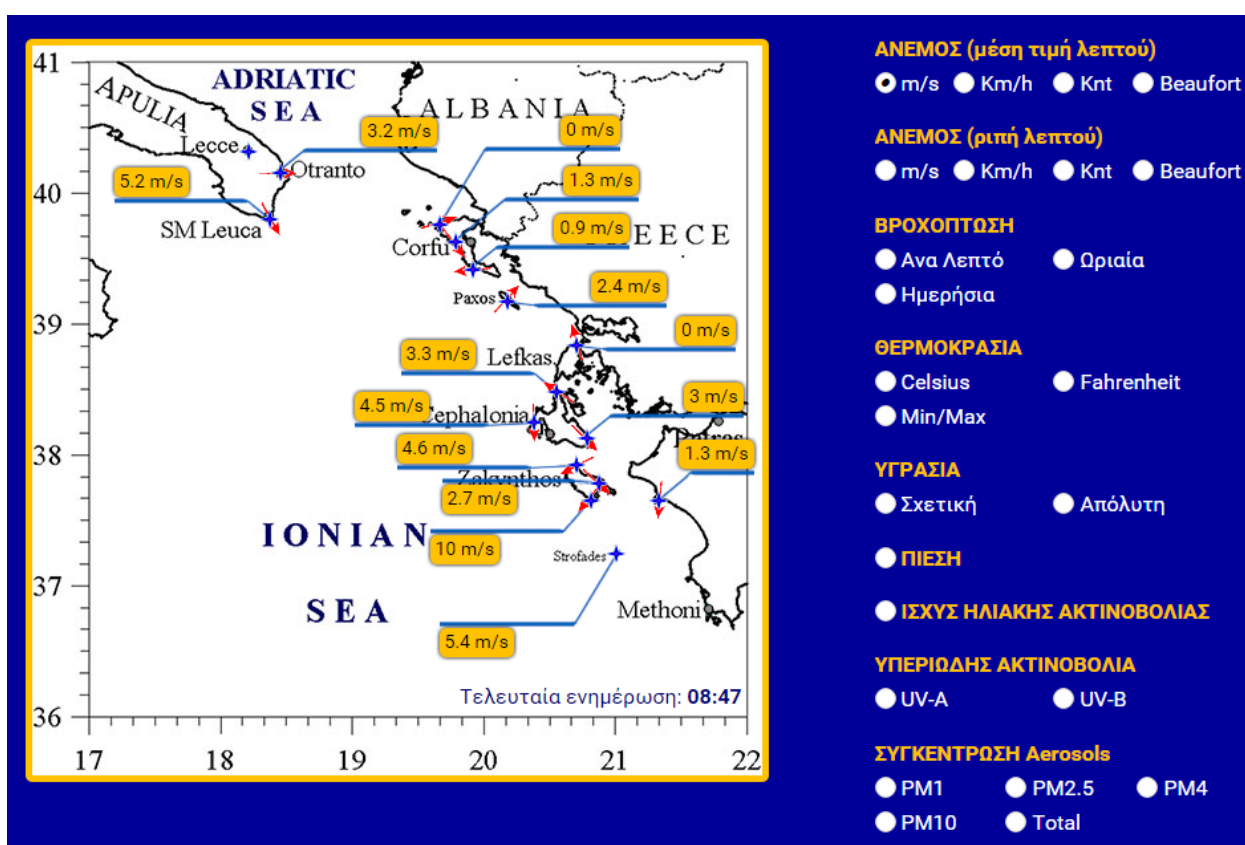 41
ADRIATIC
SEA
APULIA
ALBANIA
3.2 m/s
0 m/s
Lecce
Otranto
5.2 m/s
1.3 m/s
40
SM Leuca
Corfu
0.9 m/s
EECE
Paxos
2.4 m/s
39
0 m/s
3.3 m/s
Lefkas
3 m/s
4.5 m/s
ephalonia
38
4.6 m/s
1.3 m/s
Zakynthos
2.7 m/s
IONIAN
10 m/s
Strofades
37
SEA
Methoni
5.4 m/s
Τελευταία ενημέρωση: 08:47
36
17 18 19 20 21 22
ΑΝΕΜΟΣ (μέση τιμή λεπτού)
m/s Km/h Knt Beaufort
ΑΝΕΜΟΣ (ριπή λεπτού)
m/s Km/h Knt Beaufort
ΒΡΟΧΟΠΤΩΣΗ
Ανα Λεπτό Ωριαία
Ημερήσια
ΘΕΡΜΟΚΡΑΣΙΑ
Celsius Fahrenheit
Min/Max
ΥΓΡΑΣΙΑ
Σχετική Απόλυτη
ΠΙΕΣΗ
ΙΣΧΥΣ ΗΛΙΑΚΗΣ ΑΚΤΙΝΟΒΟΛΙΑΣ
ΥΠΕΡΙΩΔΗΣ ΑΚΤΙΝΟΒΟΛΙΑ
UV-A UV-B
ΣΥΓΚΕΝΤΡΩΣΗ Aerosols
PM1 PM2.5 PM4
PM10 Total